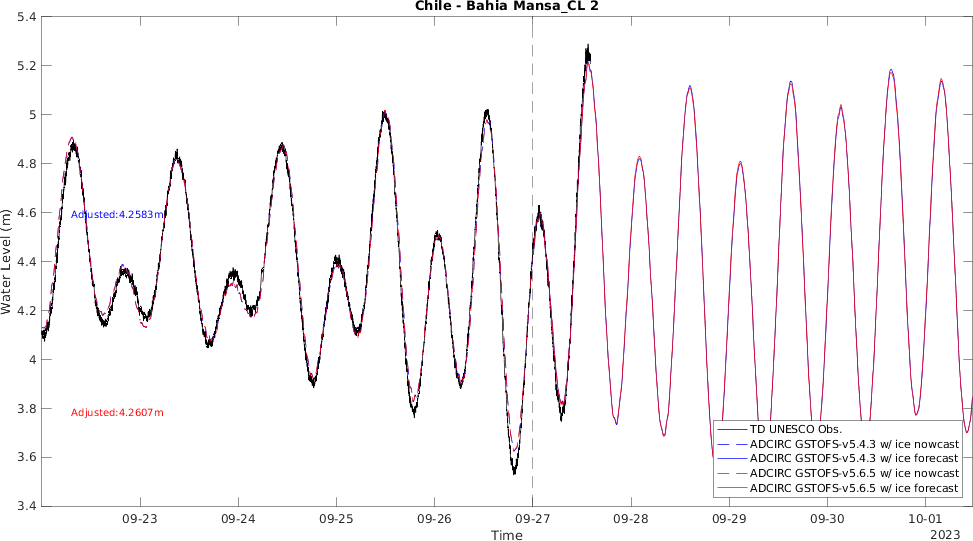 Chile - Bahia Mansa_CL 2
5.4
5.2
5
4.8
4.6
4.4
4.2
4
3.8
3.6
3.4
Water Level (m)
Adjusted:4.2583m
Adjusted:4.2607m
TD UNESCO Obs.
ADCIRC GSTOFS-v5.4.3 w/ ice nowcast
ADCIRC GSTOFS-v5.4.3 w/ ice forecast
ADCIRC GSTOFS-v5.6.5 w/ ice nowcast
ADCIRC GSTOFS-v5.6.5 w/ ice forecast
09-23 09-24 09-25 09-26 09-27 09-28 09-29 09-30 10-01
Time
2023